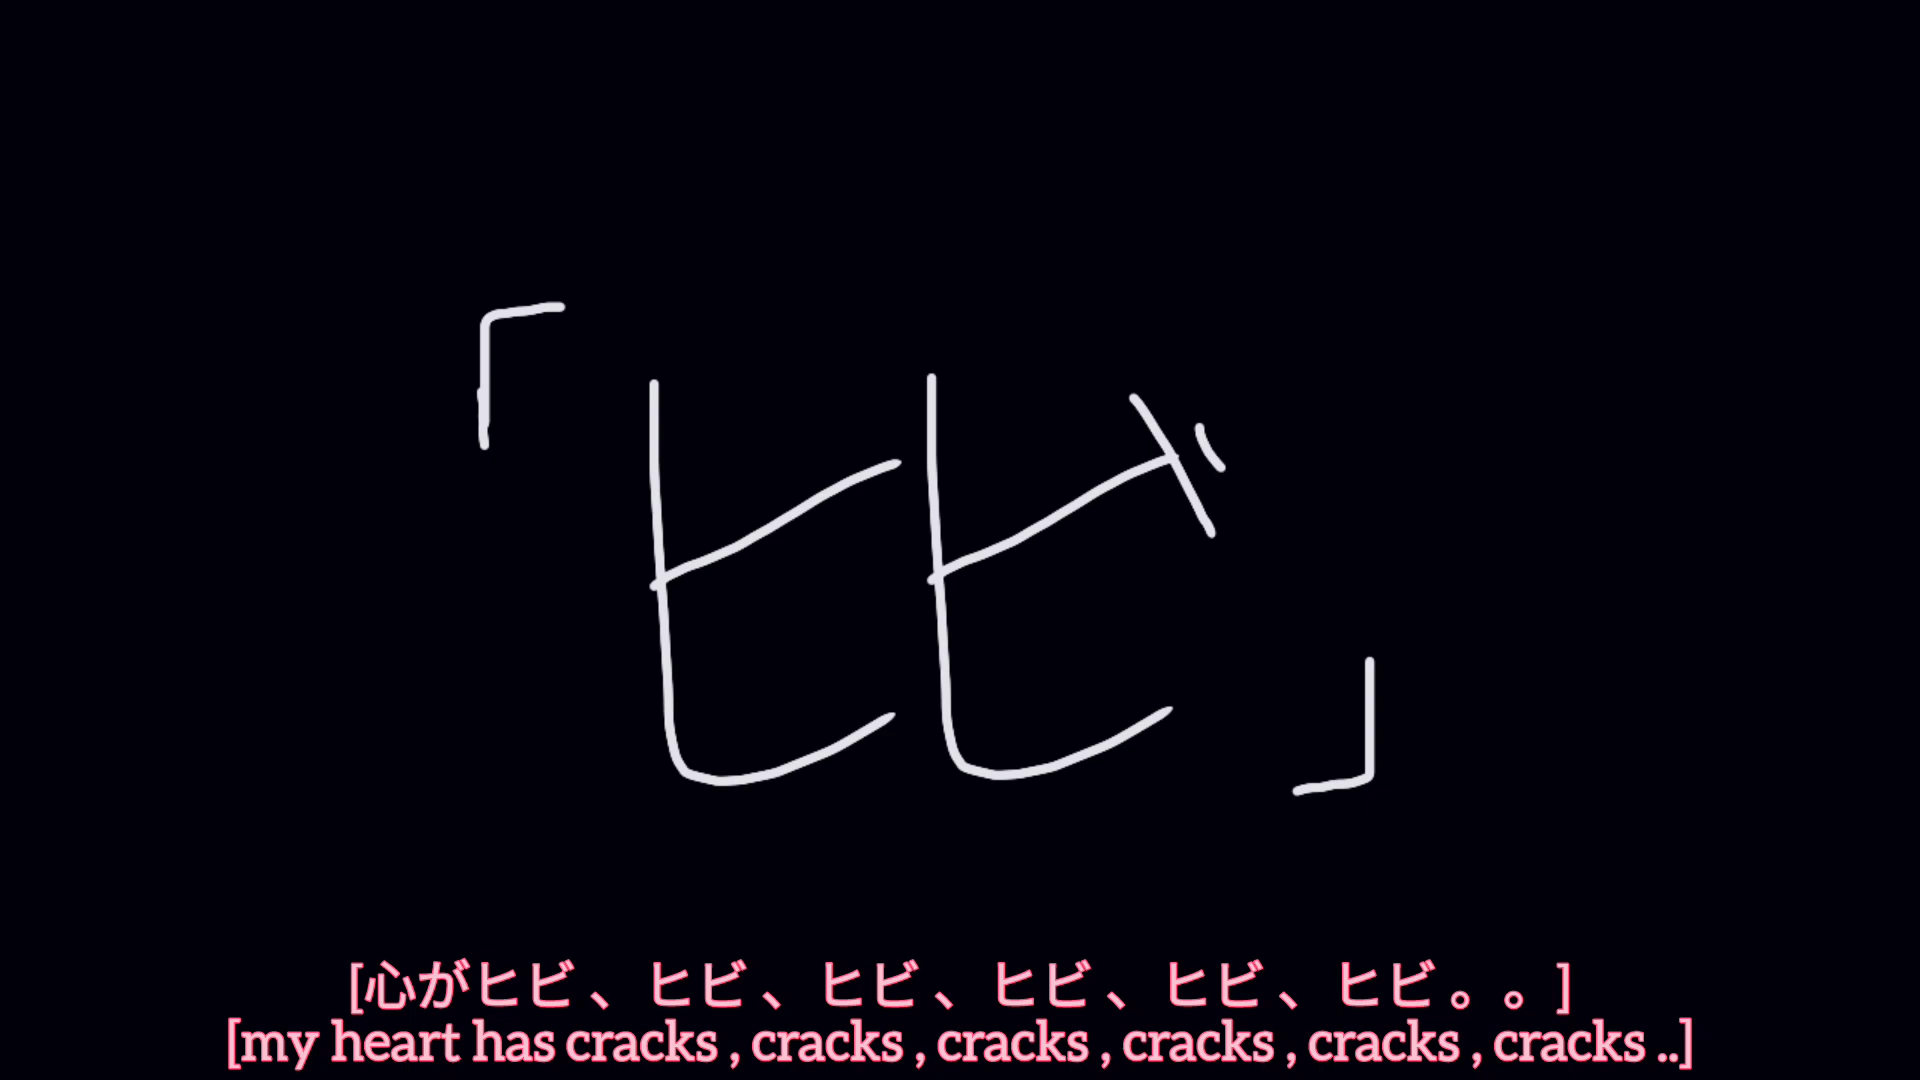 「ヒビ」
[心がヒビ、ヒビ、ヒビ、ヒビ、ヒビ、ヒビ。。]
[my heart has cracks , cracks , cracks , cracks , cracks , cracks ..]